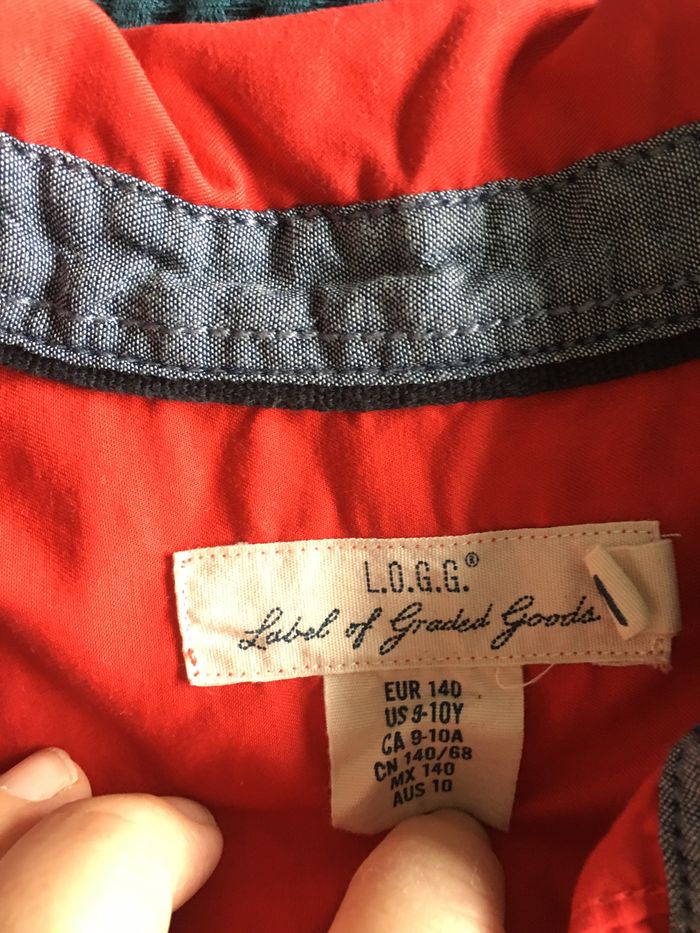 L.O.G.G.®
Label of Graded Goods
EUR 140
US 9-10Y
CA 9-10A
CN 140/68
MX 140
AUS 10